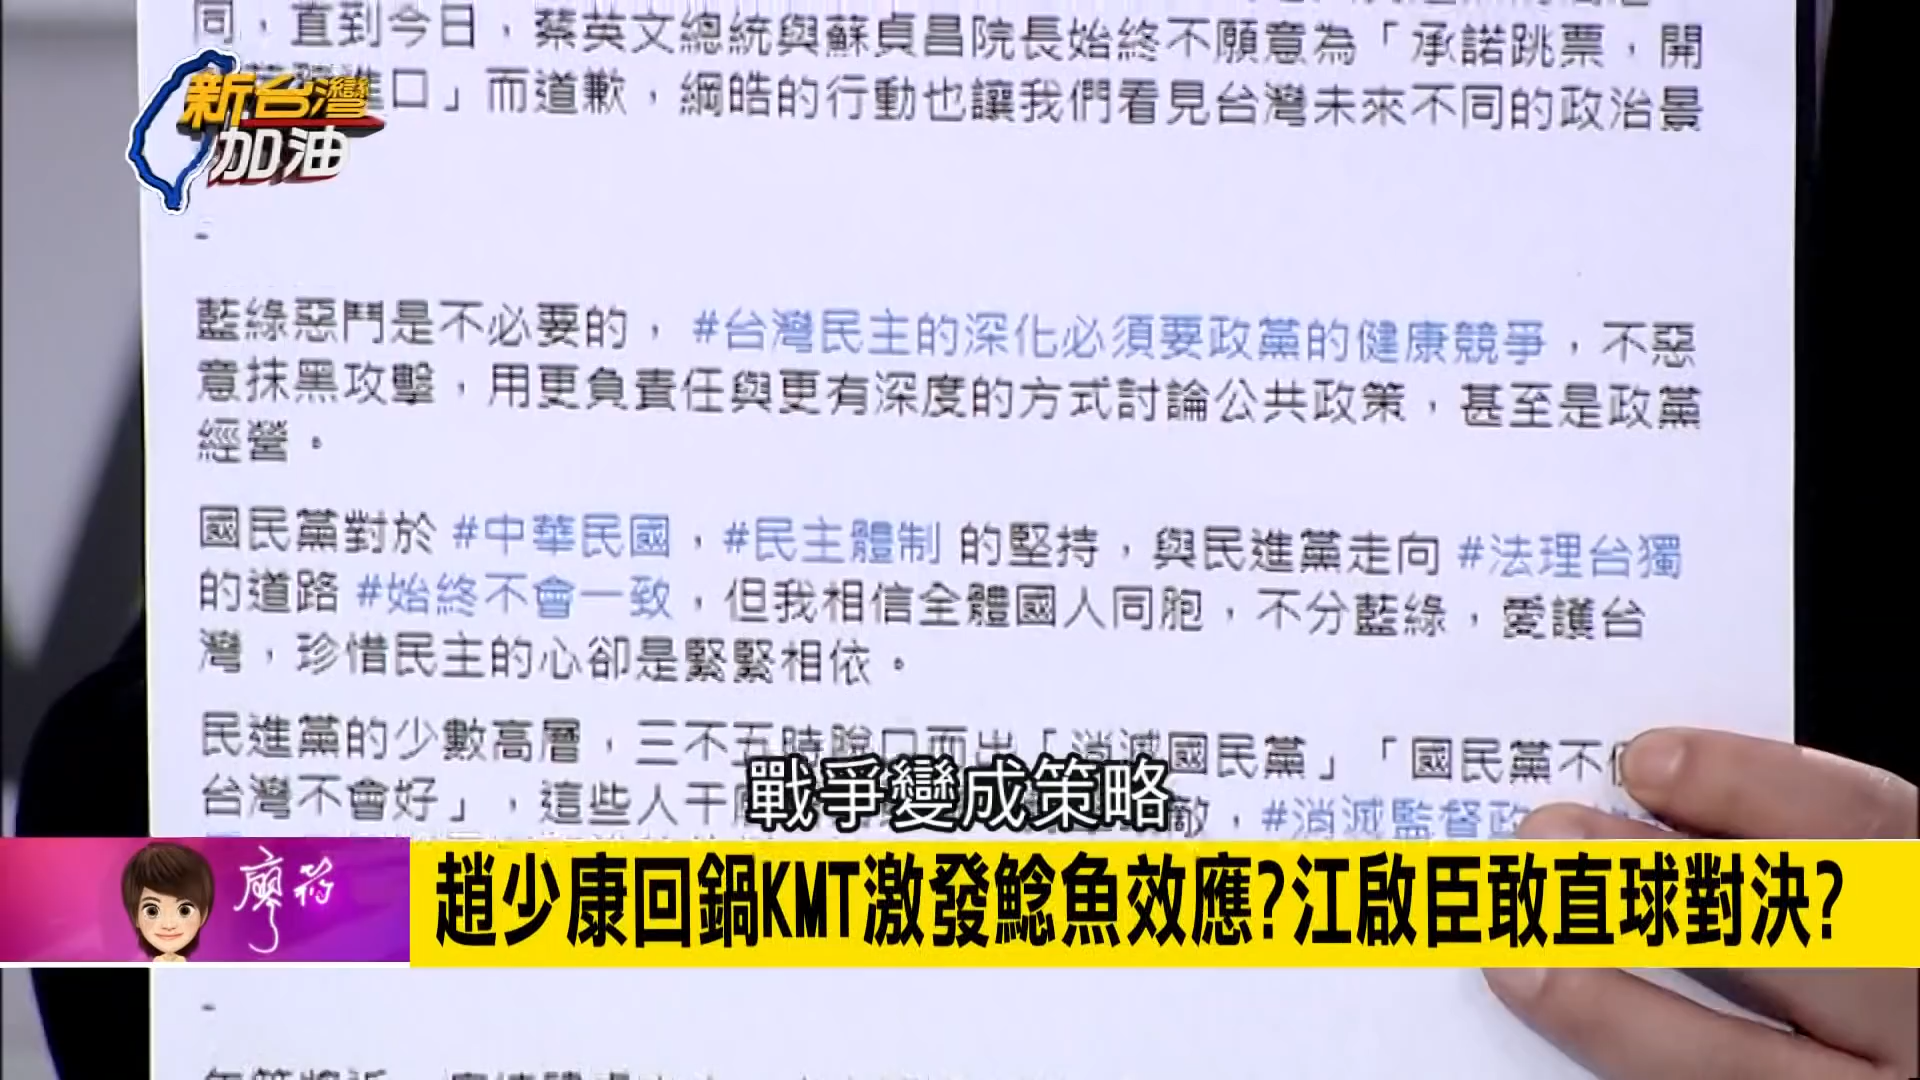 同，直到今日，蔡英文總統與蘇貞昌院長始終不願意為「承諾跳票，開
進口」而道歉，綱皓的行動也讓我們看見台灣未來不同的政治景
新台灣
加油
-
藍綠惡鬥是不必要的， #台灣民主的深化必須要政黨的健康競爭，不惡
意抹黑攻擊，用更負責任與更有深度的方式討論公共政策，甚至是政黨
經營。
國民黨對於 #中華民國，#民主體制 的堅持，與民進黨走向 #法理台獨
的道路 #始終不會一致，但我相信全體國人同胞，不分藍綠，愛護台
灣，珍惜民主的心卻是緊緊相依。
民進黨的少數高層，三不五時脫口而出「消滅國民黨」「國民黨不
台灣不會好」，這些人 敵，#消滅監督政
戰爭變成策略
廖筠
趙少康回鍋KMT激發鯰魚效應?江啟臣敢直球對決?
-